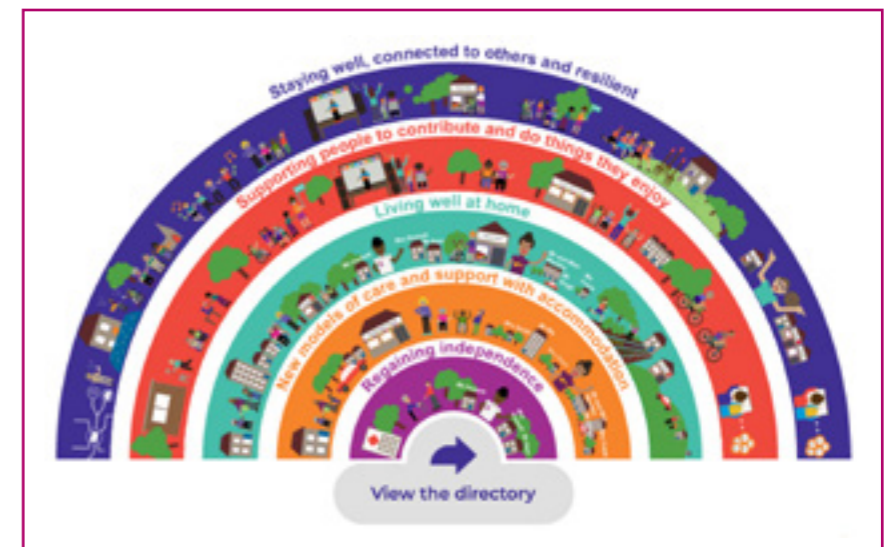 Staying well, connected to others and resilient
Supporting people to contribute and do things they enjoy
Living well at home
New models of care and support with accommodation
Regaining independence
View the directory